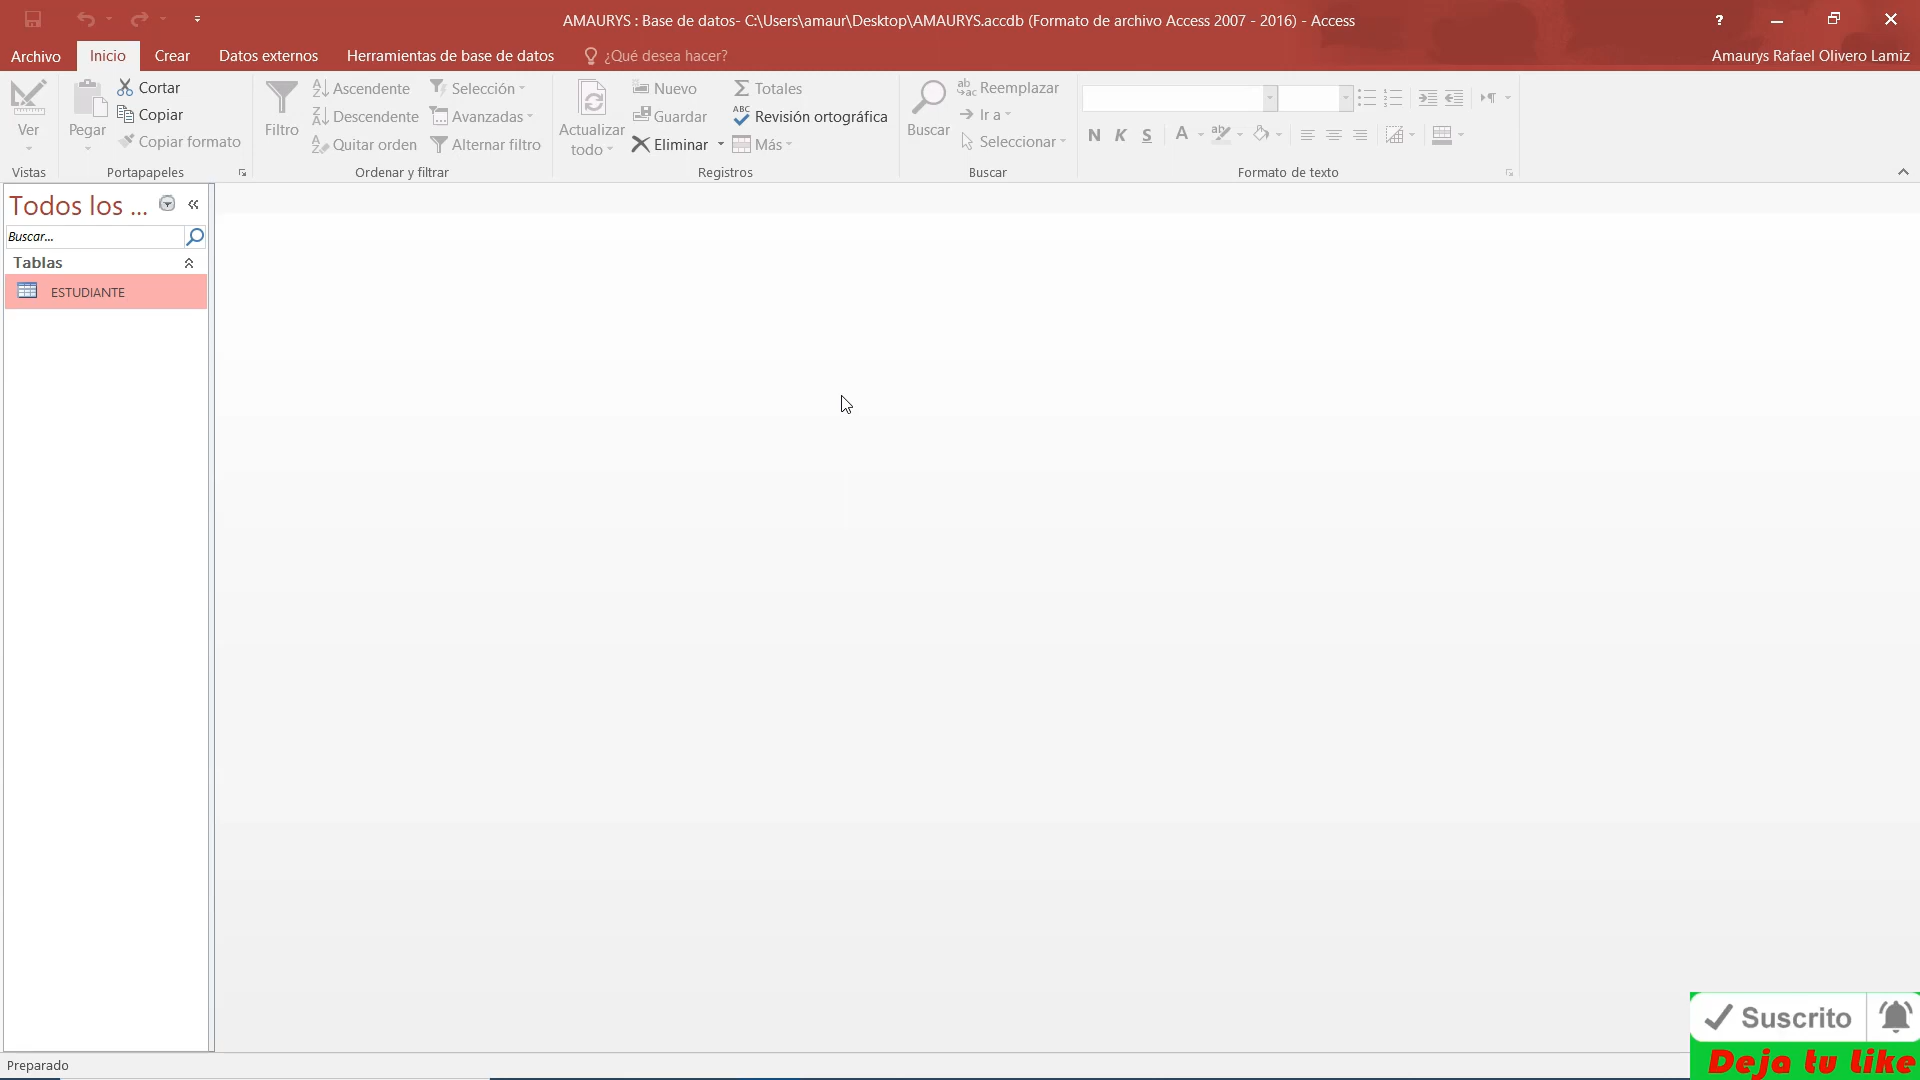 AMAURYS : Base de datos- C:\Users\amaur\Desktop\AMAURYS.accdb (Formato de archivo Access 2007 - 2016) - Access
?
Archivo Inicio Crear Datos externos Herramientas de base de datos ¿Qué desea hacer? Amaurys Rafael Olivero Lamiz
Ver
Vistas
Pegar
Cortar
Copiar
Copiar formato
Portapapeles
Filtro
Ascendente
Descendente
Quitar orden
Selección
Avanzadas
Alternar filtro
Ordenar y filtrar
Actualizar
todo
Nuevo
Guardar
Eliminar
Totales
Revisión ortográfica
Más
Registros
Buscar
Reemplazar
Ir a
Seleccionar
Buscar
N K S A
Formato de texto
Todos los ...
Buscar...
Tablas
ESTUDIANTE
Preparado
Suscrito
Deja tu like